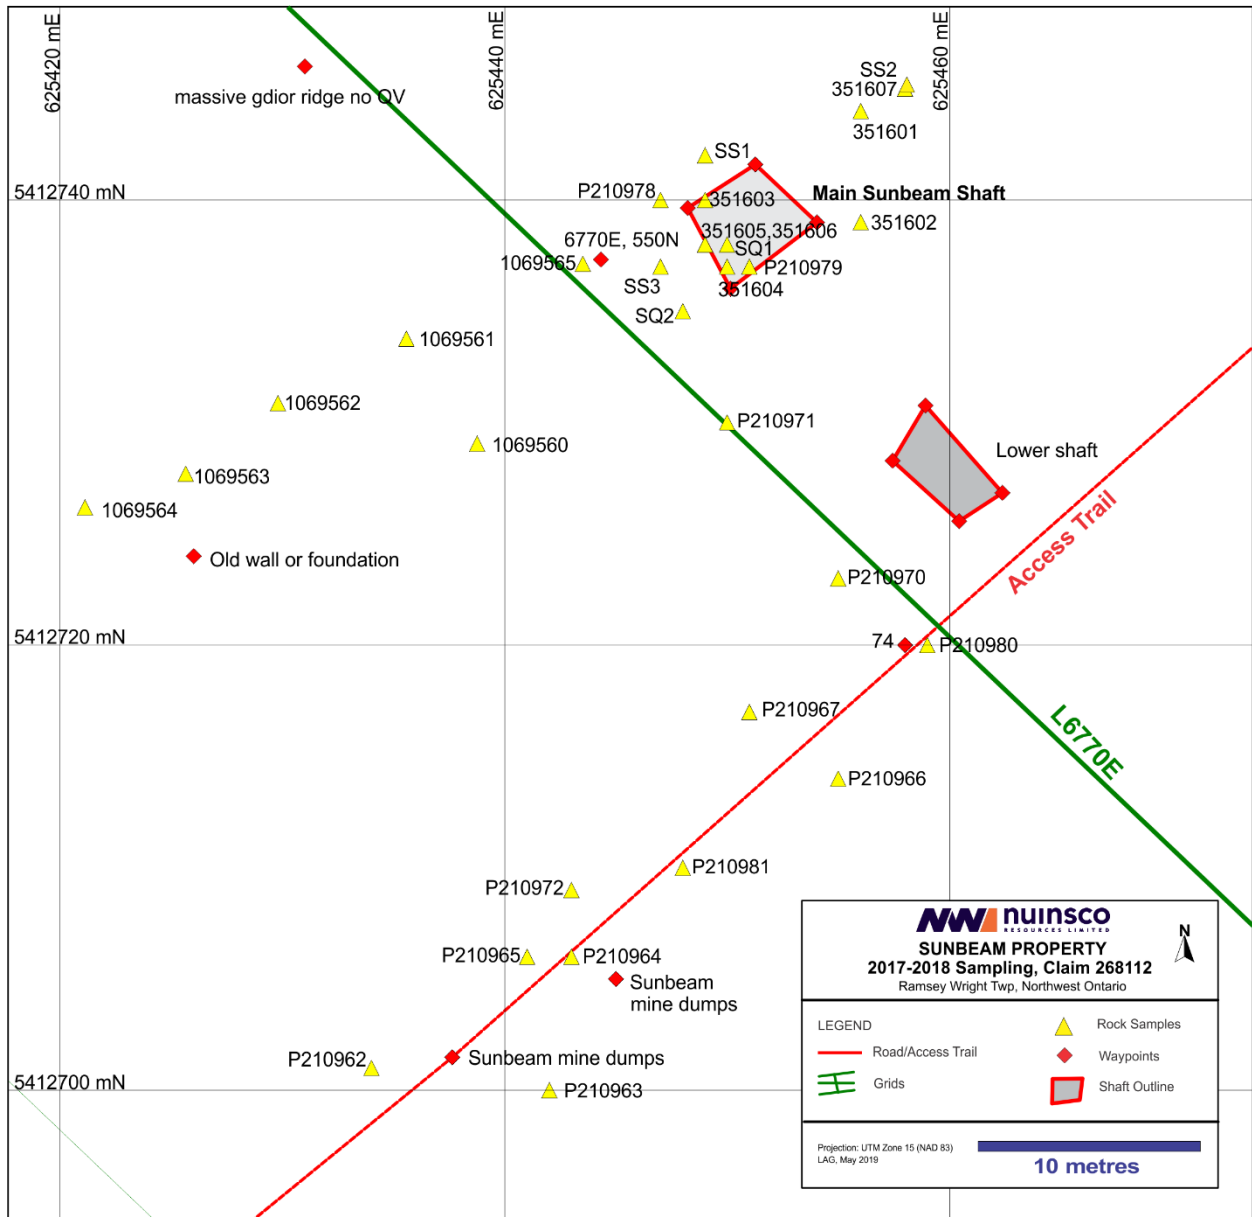 625420 mE
625440 mE
625460 mE
massive gdior ridge no QV
SS2
351607
351601
SS1
5412740 mN
P210978
351603
Main Sunbeam Shaft
351602
351605,351606
6770E, 550N
SQ1
1069565
SS3
P210979
351604
SQ2
1069561
1069562
P210971
1069560
Lower shaft
1069563
1069564
Access Trail
Old wall or foundation
P210970
5412720 mN
74
P210980
P210967
L6770E
P210966
P210981
P210972
P210965
P210964
Sunbeam
mine dumps
P210962
Sunbeam mine dumps
5412700 mN
P210963
nuinsco
RESOURCES LIMITED
SUNBEAM PROPERTY
N
2017-2018 Sampling, Claim 268112
Ramsey Wright Twp, Northwest Ontario
LEGEND
Rock Samples
Road/Access Trail
Waypoints
Grids
Shaft Outline
Projection: UTM Zone 15 (NAD 83)
LAG, May 2019
10 metres